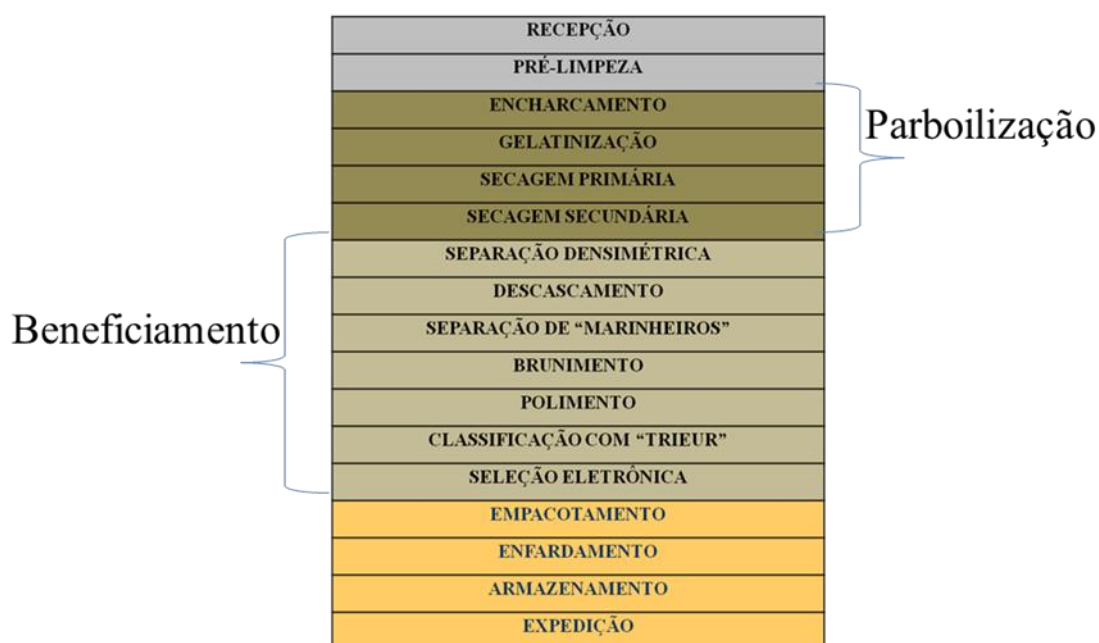 RECEPÇÃO
PRÉ-LIMPEZA
ENCHARCAMENTO
Parboilização
GELATINIZAÇÃO
SECAGEM PRIMÁRIA
SECAGEM SECUNDÁRIA
SEPARAÇÃO DENSIMÉTRICA
DESCASCAMENTO
Beneficiamento
SEPARAÇÃO DE “MARINHEIROS”
BRUNIMENTO
POLIMENTO
CLASSIFICAÇÃO COM “TRIEUR”
SELEÇÃO ELETRÔNICA
EMPACOTAMENTO
ENFARDAMENTO
ARMAZENAMENTO
EXPEDIÇÃO